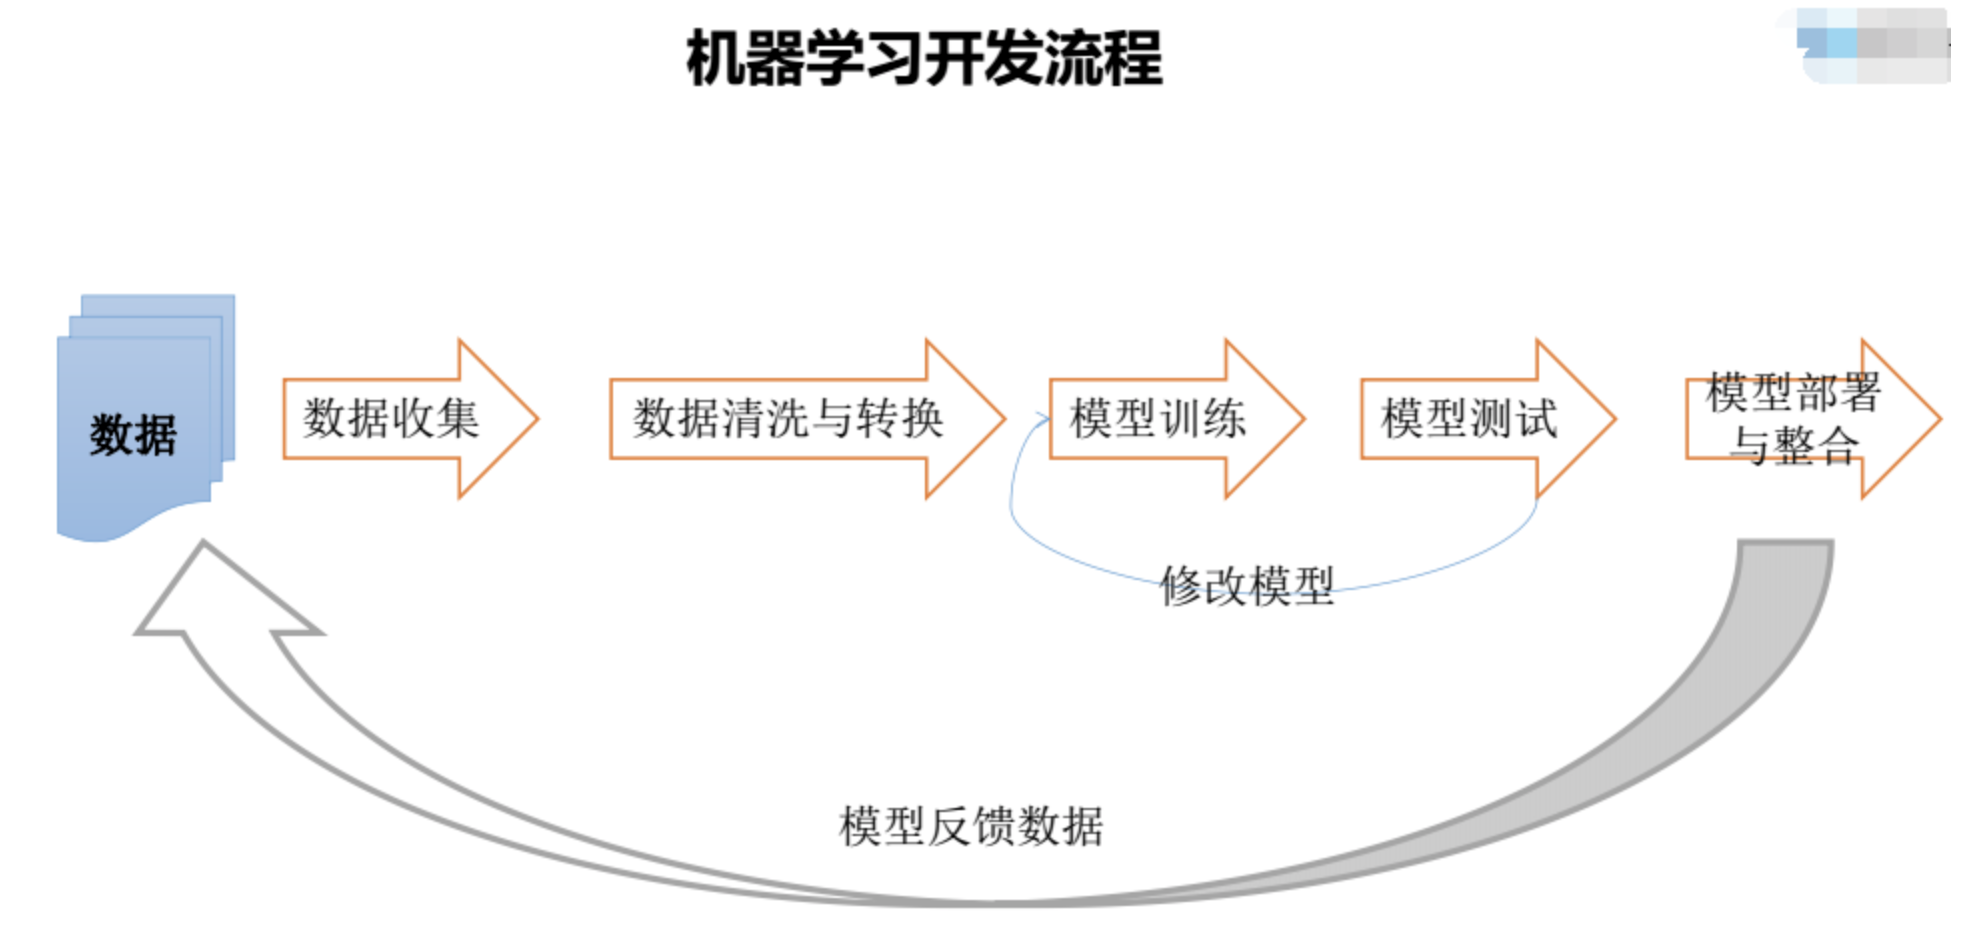 机器学习开发流程
数据
数据收集
数据清洗与转换
模型训练
模型测试
模型部署
与整合
修改模型
模型反馈数据